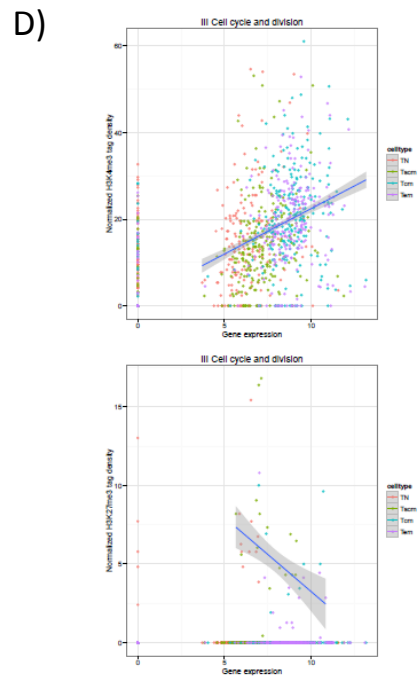 D)
III Cell cycle and division
Normalized H3K4me3 tag density
60
40
20
0
0
5
10
Gene expression
celltype
TN
Tscm
Tcm
Tem
III Cell cycle and division
Normalized H3K27me3 tag density
15
10
5
0
0
5
10
Gene expression
celltype
TN
Tscm
Tcm
Tem